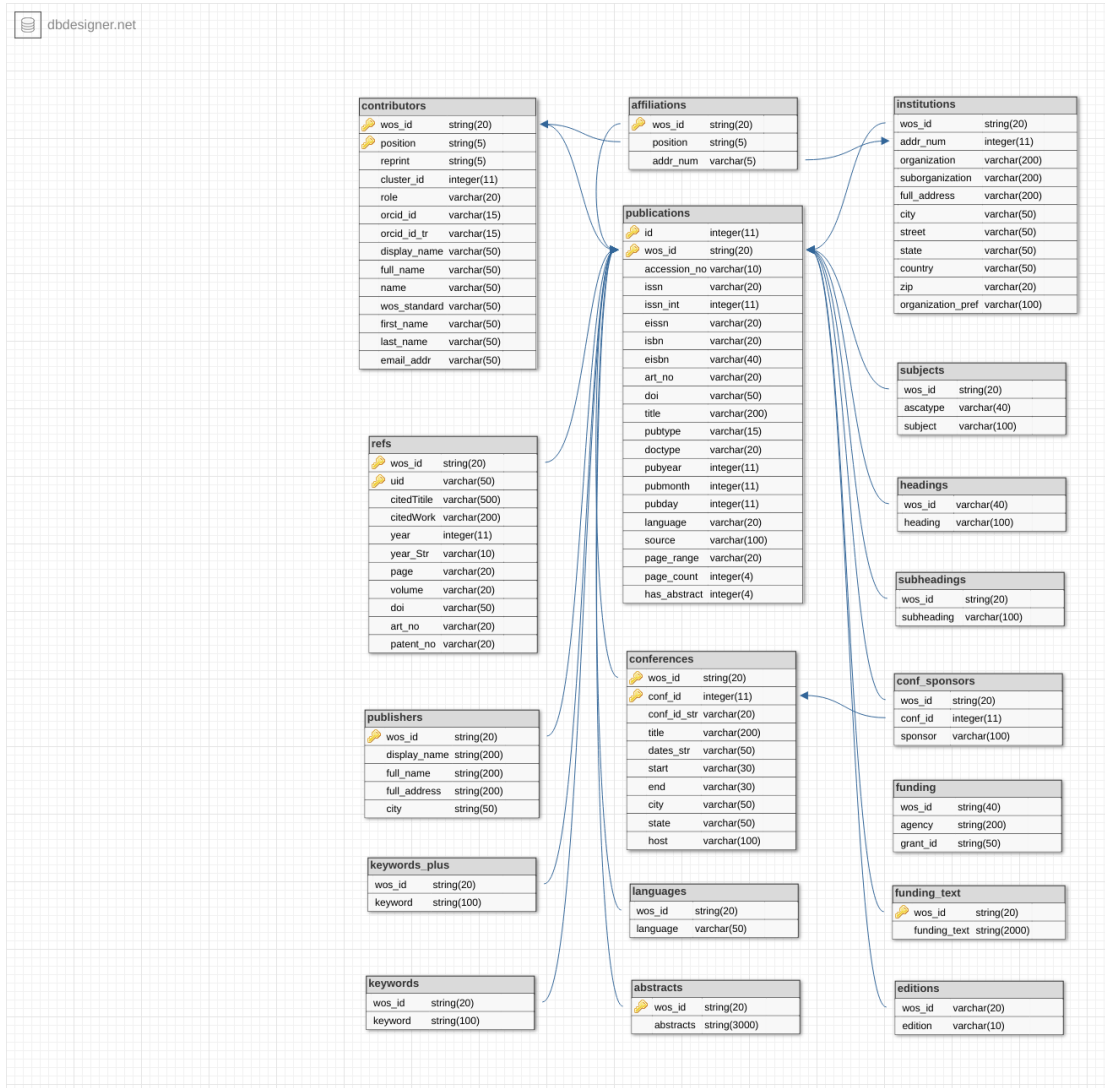 dbdesigner.net
contributors
wos_id string(20)
position string(5)
reprint string(5)
cluster_id integer(11)
role varchar(20)
orcid_id varchar(15)
orcid_id_tr varchar(15)
display_name varchar(50)
full_name varchar(50)
name varchar(50)
wos_standard varchar(50)
first_name varchar(50)
last_name varchar(50)
email_addr varchar(50)
refs
wos_id string(20)
uid varchar(50)
citedTitile varchar(500)
citedWork varchar(200)
year integer(11)
year_Str varchar(10)
page varchar(20)
volume varchar(20)
doi varchar(50)
art_no varchar(20)
patent_no varchar(20)
publishers
wos_id string(20)
display_name string(200)
full_name string(200)
full_address string(200)
city string(50)
keywords_plus
wos_id string(20)
keyword string(100)
keywords
wos_id string(20)
keyword string(100)
affiliations
wos_id string(20)
position string(5)
addr_num varchar(5)
publications
id integer(11)
wos_id string(20)
accession_no varchar(10)
issn varchar(20)
issn_int integer(11)
eissn varchar(20)
isbn varchar(20)
eisbn varchar(40)
art_no varchar(20)
doi varchar(50)
title varchar(200)
pubtype varchar(15)
doctype varchar(20)
pubyear integer(11)
pubmonth integer(11)
pubday integer(11)
language varchar(20)
source varchar(100)
page_range varchar(20)
page_count integer(4)
has_abstract integer(4)
conferences
wos_id string(20)
conf_id integer(11)
conf_id_str varchar(20)
title varchar(200)
dates_str varchar(50)
start varchar(30)
end varchar(30)
city varchar(50)
state varchar(50)
host varchar(100)
languages
wos_id string(20)
language varchar(50)
abstracts
wos_id string(20)
abstracts string(3000)
institutions
wos_id string(20)
addr_num integer(11)
organization varchar(200)
suborganization varchar(200)
full_address varchar(200)
city varchar(50)
street varchar(50)
state varchar(50)
country varchar(50)
zip varchar(20)
organization_pref varchar(100)
subjects
wos_id string(20)
ascatype varchar(40)
subject varchar(100)
headings
wos_id varchar(40)
heading varchar(100)
subheadings
wos_id string(20)
subheading varchar(100)
conf_sponsors
wos_id string(20)
conf_id integer(11)
sponsor varchar(100)
funding
wos_id string(40)
agency string(200)
grant_id string(50)
funding_text
wos_id string(20)
funding_text string(2000)
editions
wos_id varchar(20)
edition varchar(10)